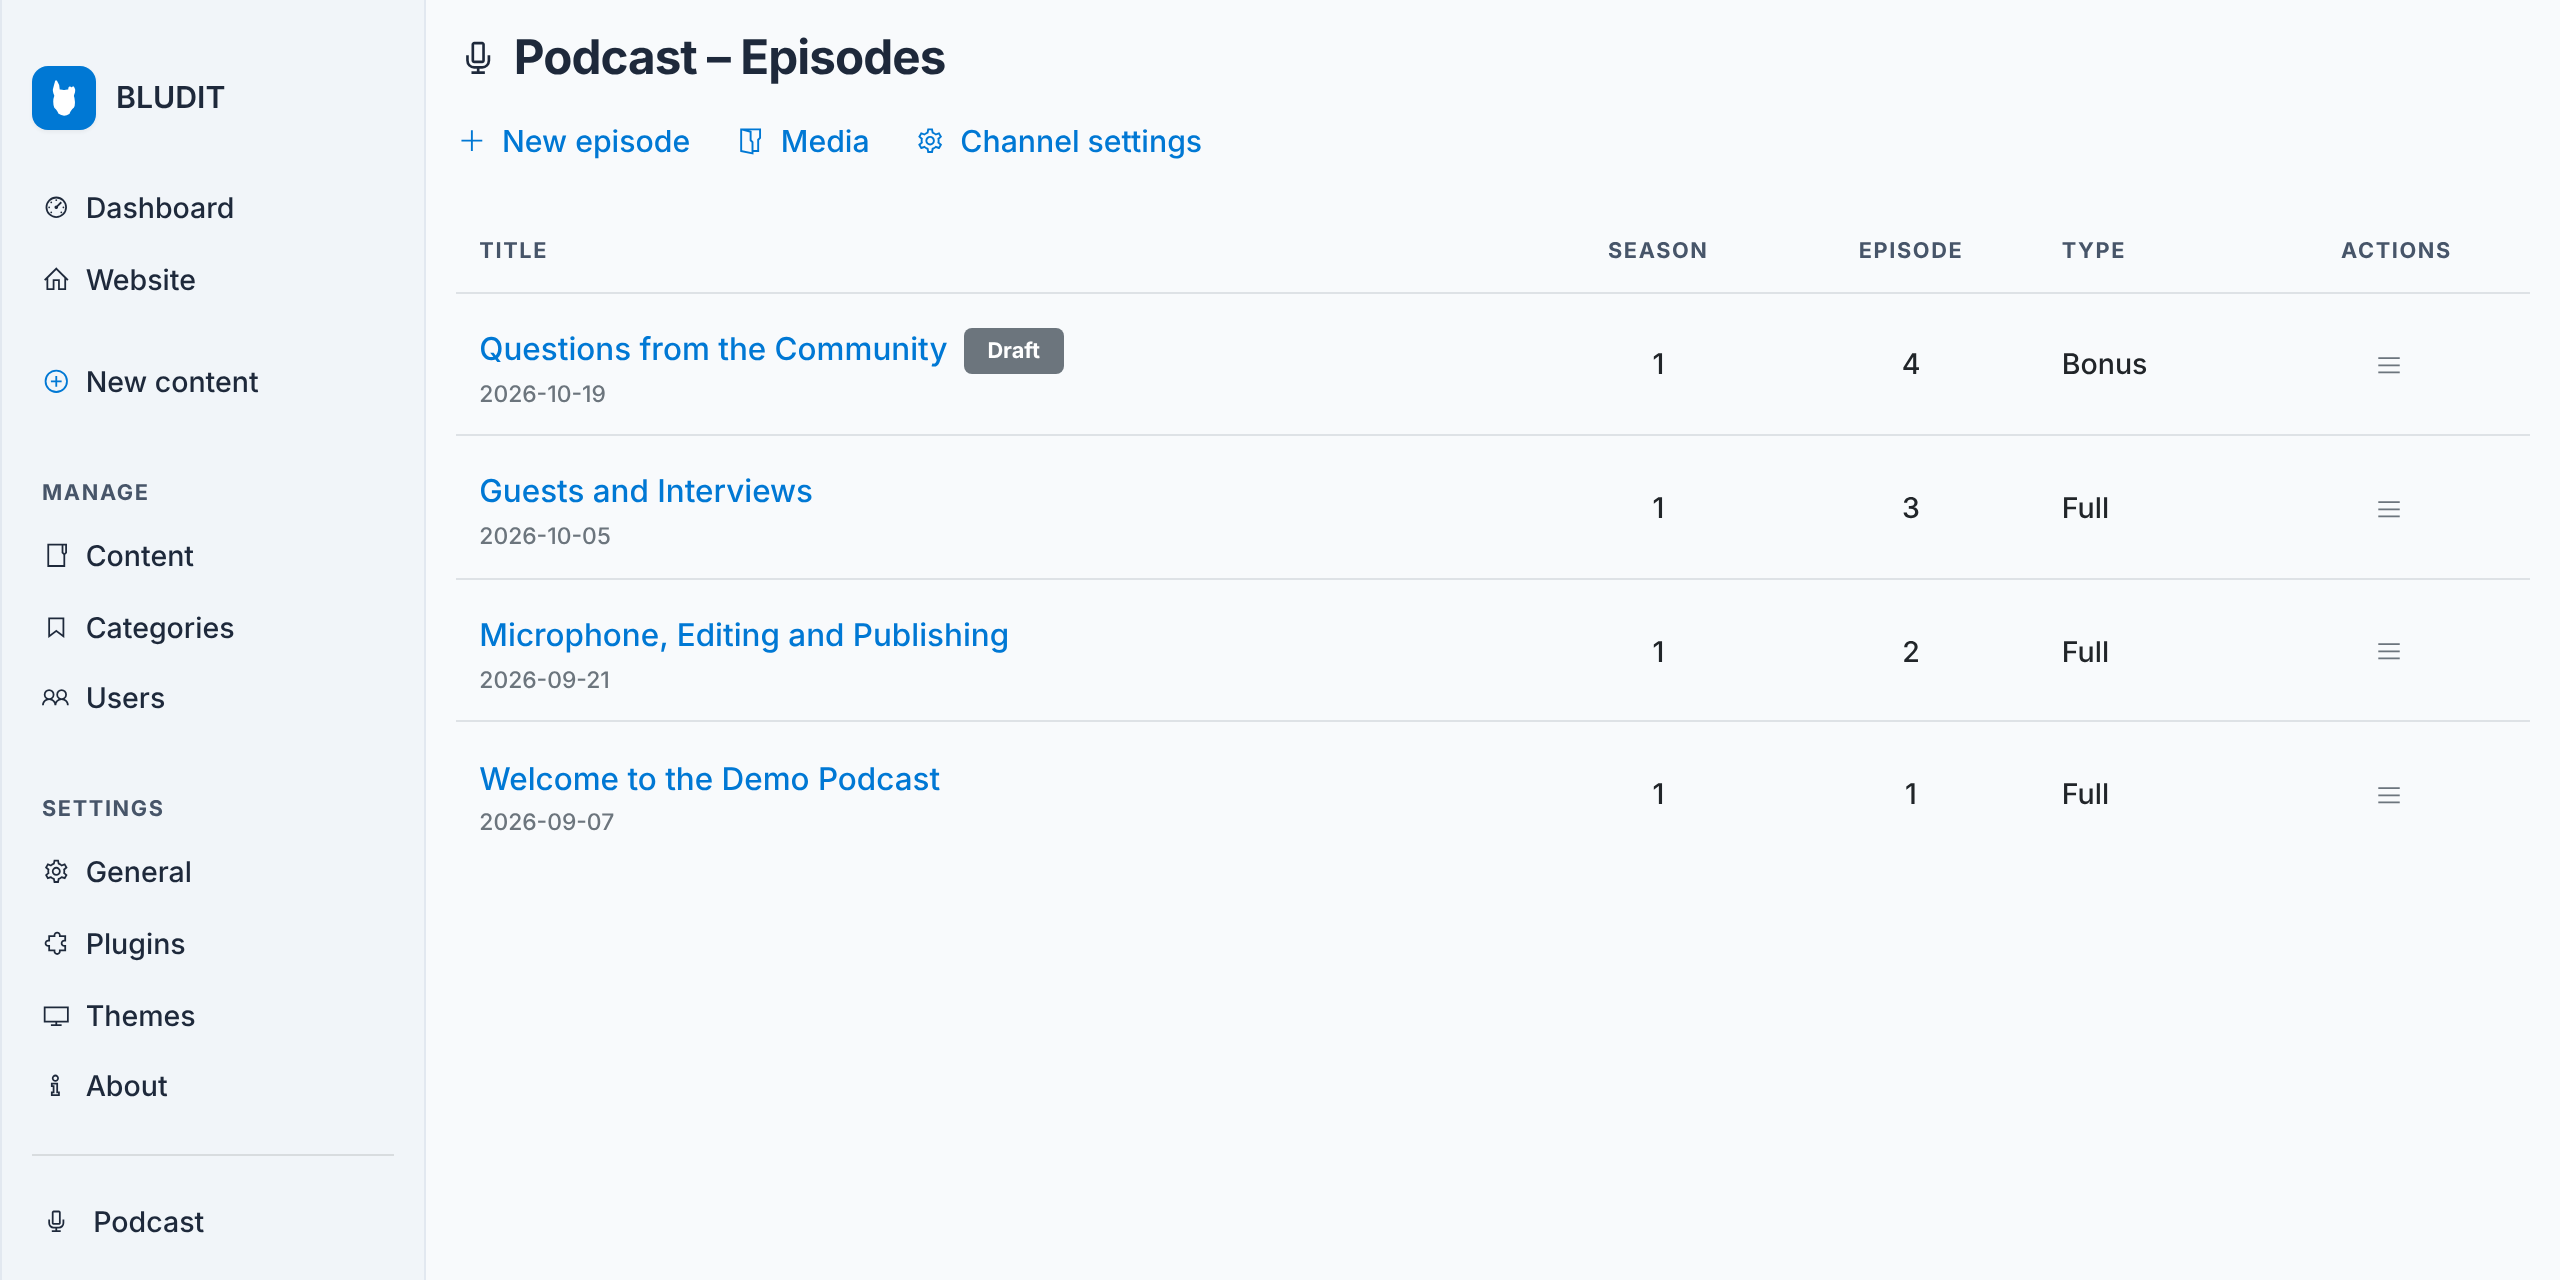 BLUDIT
Dashboard
Website
New content
MANAGE
Content
Categories
Users
SETTINGS
General
Plugins
Themes
About
Podcast
Podcast – Episodes
New episode Media Channel settings
TITLE SEASON EPISODE TYPE ACTIONS
Questions from the Community Draft 1 4 Bonus
2026-10-19
Guests and Interviews 1 3 Full
2026-10-05
Microphone, Editing and Publishing 1 2 Full
2026-09-21
Welcome to the Demo Podcast 1 1 Full
2026-09-07